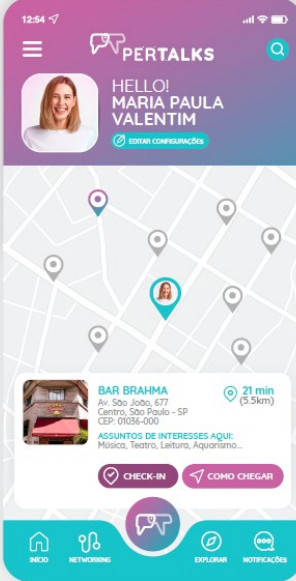 12:54
PERTALKS
HELLO!
MARIA PAULA
VALENTIM
EDITAR CONFIGURAÇÕES
BAR BRAHMA
21 min
(5.5km)
Av. São João, 677
Centro, São Paulo - SP
CEP: 01036-000
ASSUNTOS DE INTERESSES AQUI:
Música, Teatro, Leitura, Aquarismo...
CHECK-IN
COMO CHEGAR
INÍCIO
NETWORKING
EXPLORAR
NOTIFICAÇÕES